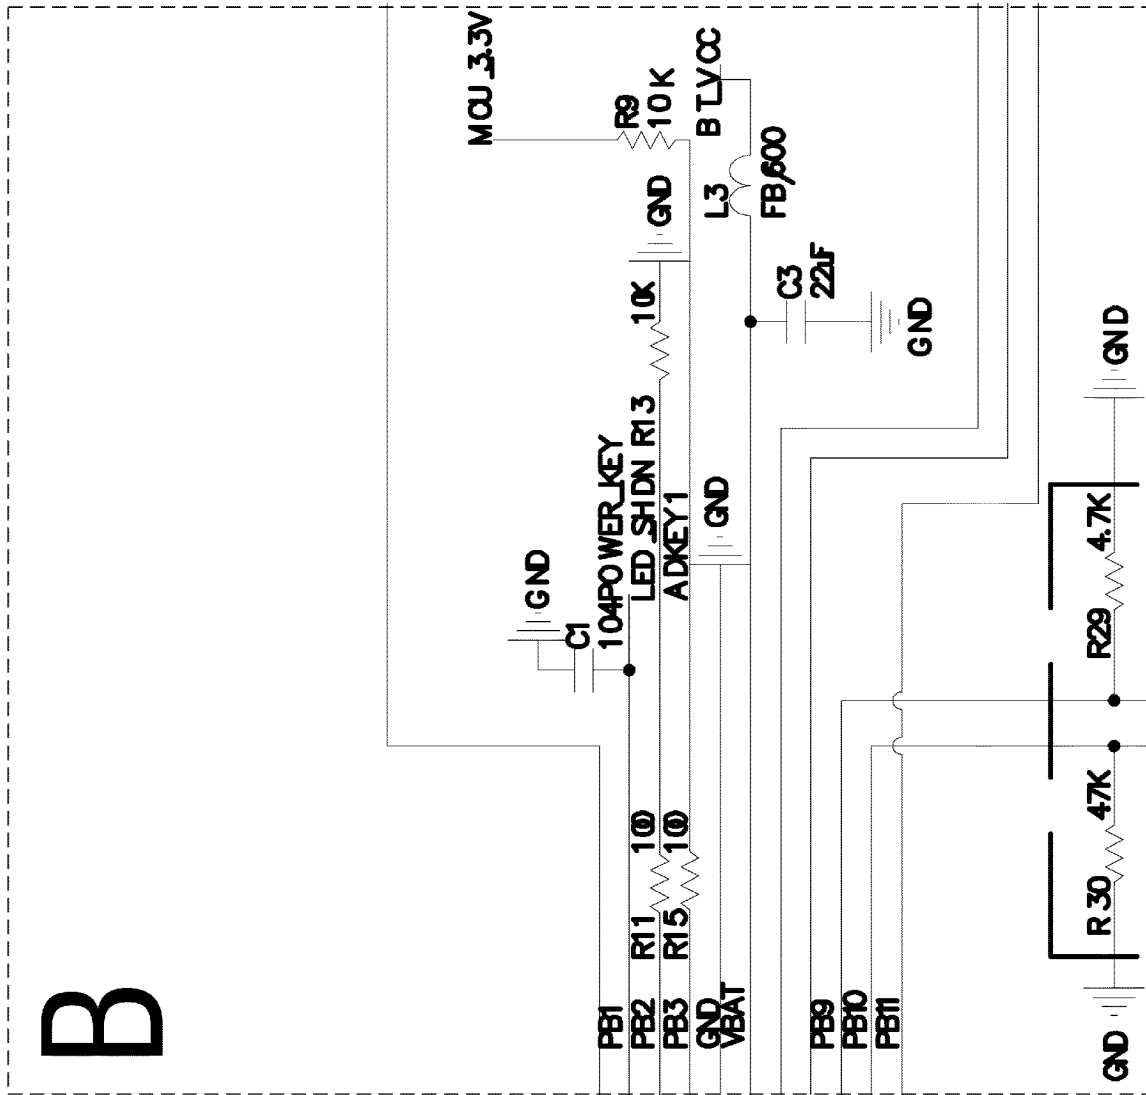 B
MCU_3.3V
R9
10K
GND
BT_VCC
L3
FB/600
10K
C3
22uF
GND
GND
104
POWER_KEY
LED_SHDN
R13
ADKEY1
GND
GND
C1
R29
4.7K
R30
47K
GND
R11
100
R15
100
PB1
PB2
PB3
GND
VBAT
PB9
PB10
PB11